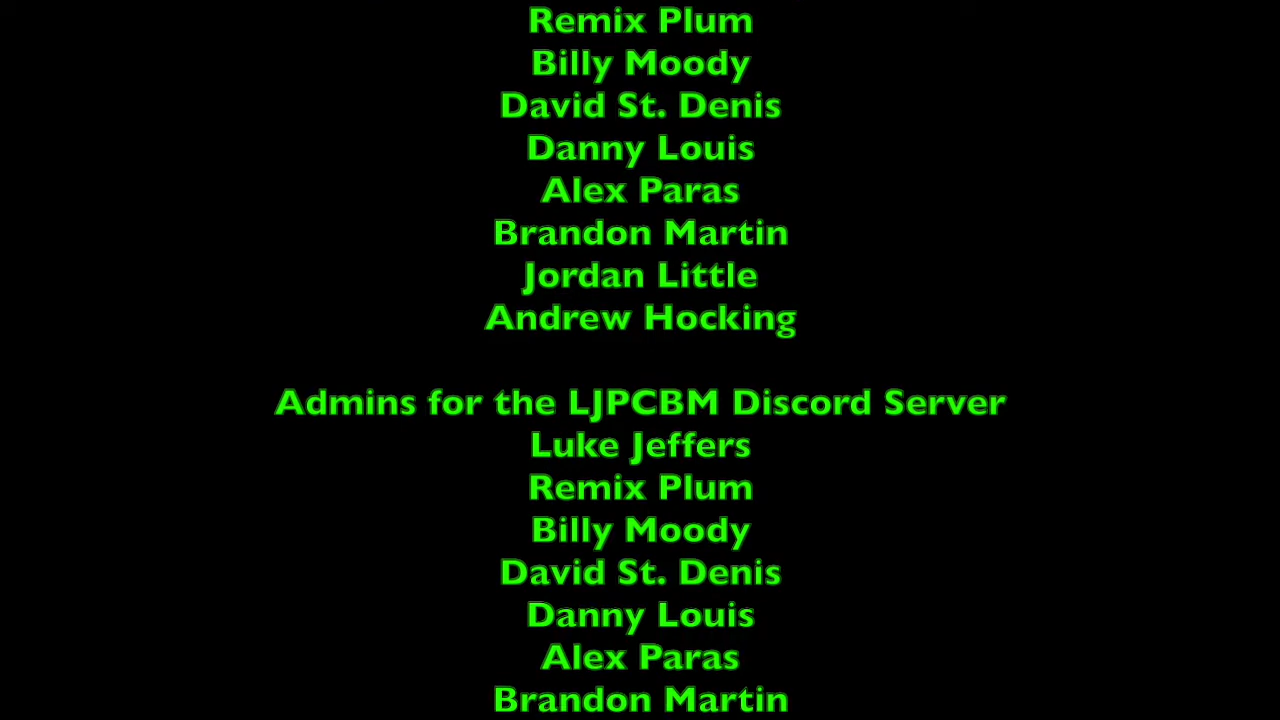 Remix Plum
Billy Moody
David St. Denis
Danny Louis
Alex Paras
Brandon Martin
Jordan Little
Andrew Hocking
Admins for the LJPCBM Discord Server
Luke Jeffers
Remix Plum
Billy Moody
David St. Denis
Danny Louis
Alex Paras
Brandon Martin